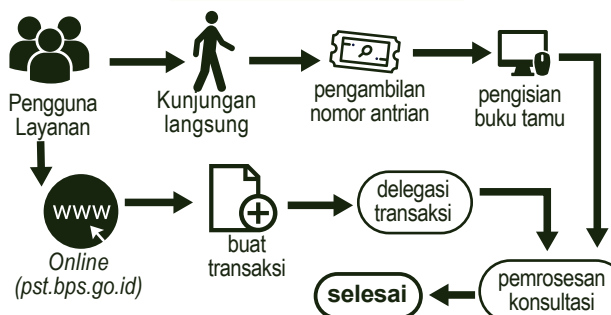 Pengguna
Layanan
Kunjungan
langsung
pengambilan
nomor antrian
pengisian
buku tamu
www
Online
(pst.bps.go.id)
buat
transaksi
delegasi
transaksi
pemrosesan
konsultasi
selesai